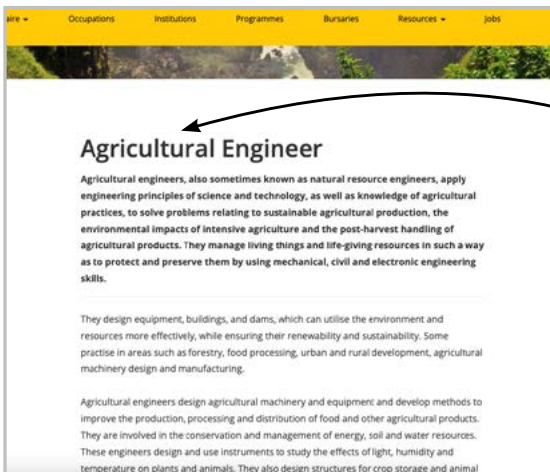 aire
Occupations
Institutions
Programmes
Bursaries
Resources
Jobs
Agricultural Engineer
Agricultural engineers, also sometimes known as natural resource engineers, apply
engineering principles of science and technology, as well as knowledge of agricultural
practices, to solve problems relating to sustainable agricultural production, the
environmental impacts of intensive agriculture and the post-harvest handling of
agricultural products. They manage living things and life-giving resources in such a way
as to protect and preserve them by using mechanical, civil and electronic engineering
skills.
They design equipment, buildings, and dams, which can utilise the environment and
resources more effectively, while ensuring their renewability and sustainability. Some
practise in areas such as forestry, food processing, urban and rural development, agricultural
machinery design and manufacturing.
Agricultural engineers design agricultural machinery and equipment and develop methods to
improve the production, processing and distribution of food and other agricultural products.
They are involved in the conservation and management of energy, soil and water resources.
These engineers design and use instruments to study the effects of light, humidity and
temperature on plants and animals. They also design structures for crop storage and animal